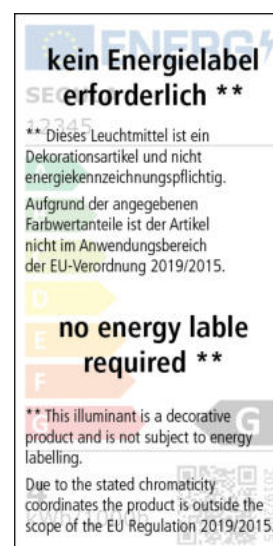 ENERG
kein Energielabel
erforderlich **
12345
** Dieses Leuchtmittel ist ein
Dekorationsartikel und nicht
energiekennzeichnungspflichtig.
Aufgrund der angegebenen
Farbwertanteile ist der Artikel
nicht im Anwendungsbereich
der EU-Verordnung 2019/2015.
D
E
no energy lable
required **
F
G
G
** This illuminant is a decorative
product and is not subject to energy
labelling.
Due to the stated chromaticity
coordinates the product is outside the
scope of the EU Regulation 2019/2015.